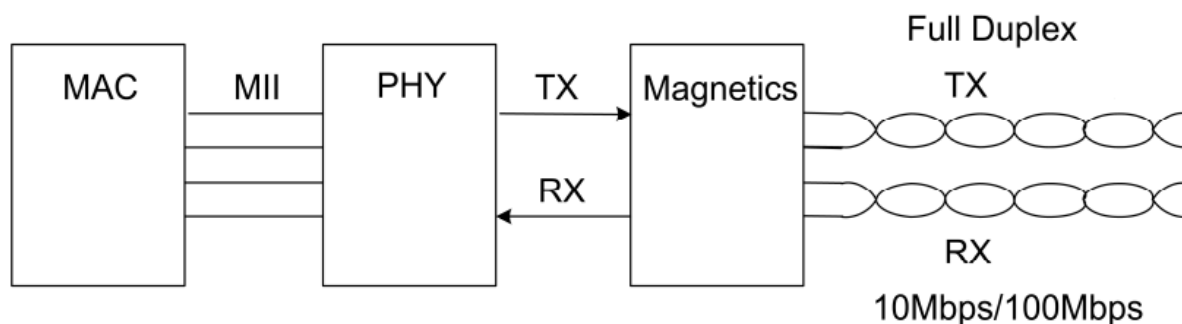 Full Duplex
MAC
MII
PHY
TX
Magnetics
TX
RX
RX
10Mbps/100Mbps